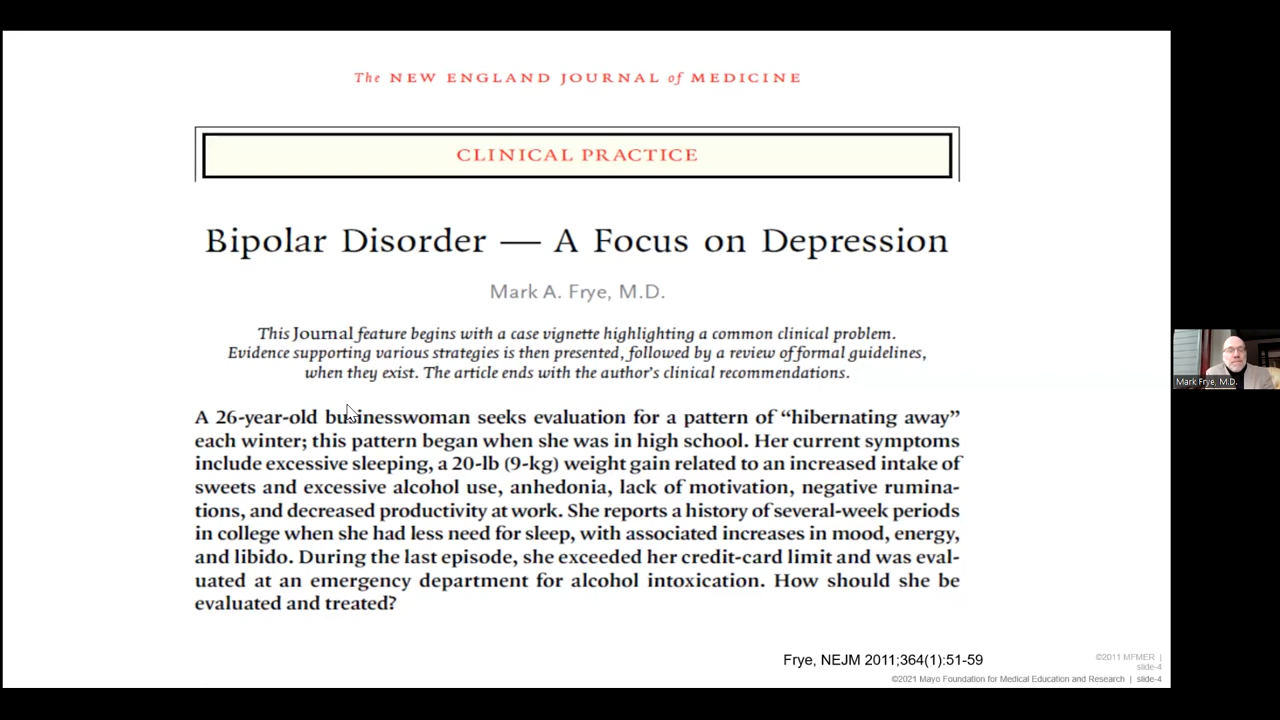 The NEW ENGLAND JOURNAL of MEDICINE
CLINICAL PRACTICE
Bipolar Disorder — A Focus on Depression
Mark A. Frye, M.D.
This Journal feature begins with a case vignette highlighting a common clinical problem.
Evidence supporting various strategies is then presented, followed by a review of formal guidelines,
when they exist. The article ends with the author's clinical recommendations.
A 26-year-old businesswoman seeks evaluation for a pattern of “hibernating away”
each winter; this pattern began when she was in high school. Her current symptoms
include excessive sleeping, a 20-lb (9-kg) weight gain related to an increased intake of
sweets and excessive alcohol use, anhedonia, lack of motivation, negative rumina-
tions, and decreased productivity at work. She reports a history of several-week periods
in college when she had less need for sleep, with associated increases in mood, energy,
and libido. During the last episode, she exceeded her credit-card limit and was eval-
uated at an emergency department for alcohol intoxication. How should she be
evaluated and treated?
Mark Frye, M.D.
Frye, NEJM 2011;364(1):51-59
©2011 MFMER |
slide-4
©2021 Mayo Foundation for Medical Education and Research | slide-4